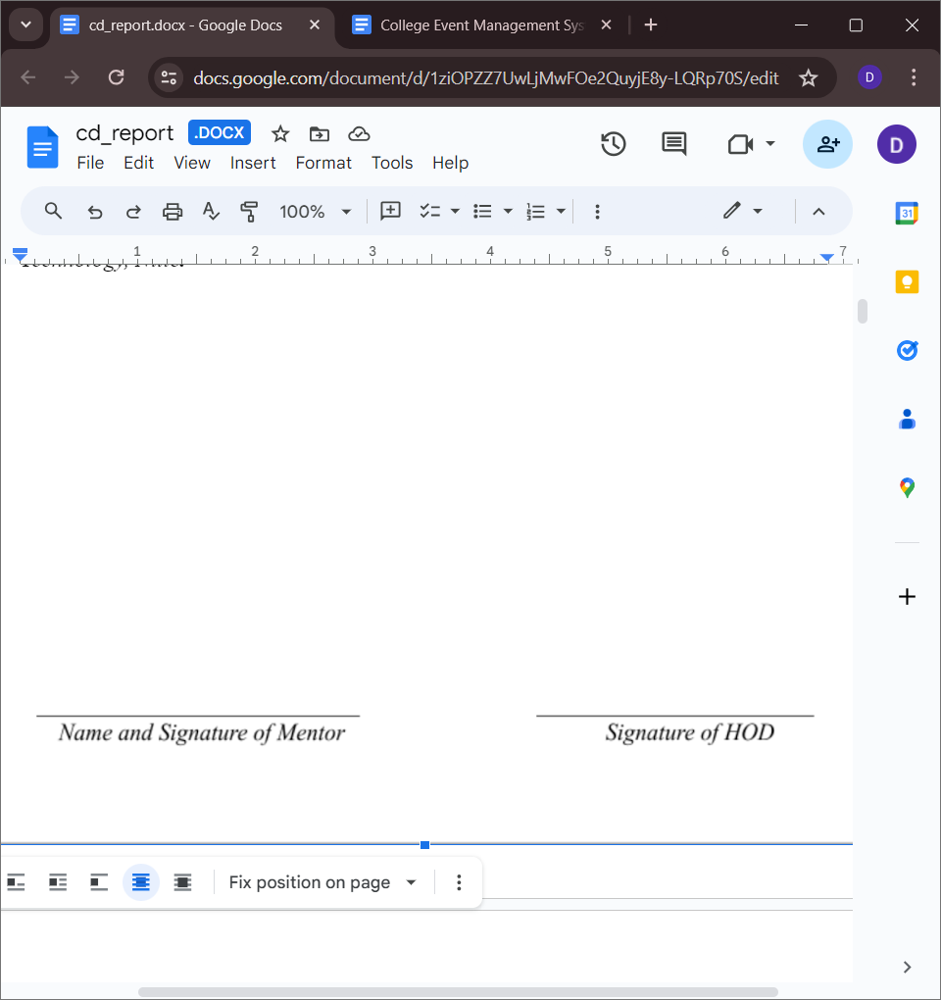 cd_report.docx - Google Docs
College Event Management Sys
docs.google.com/document/d/1ziOPZZ7UwLjMwFOe2QuyjE8y-LQRp70S/edit
D
cd_report .DOCX
File Edit View Insert Format Tools Help
D
100%
31
1 2 3 4 5 6 7
Name and Signature of Mentor
Signature of HOD
Fix position on page